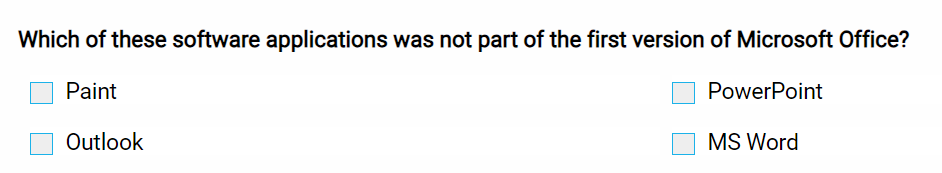 Which of these software applications was not part of the first version of Microsoft Office?
Paint
PowerPoint
Outlook
MS Word